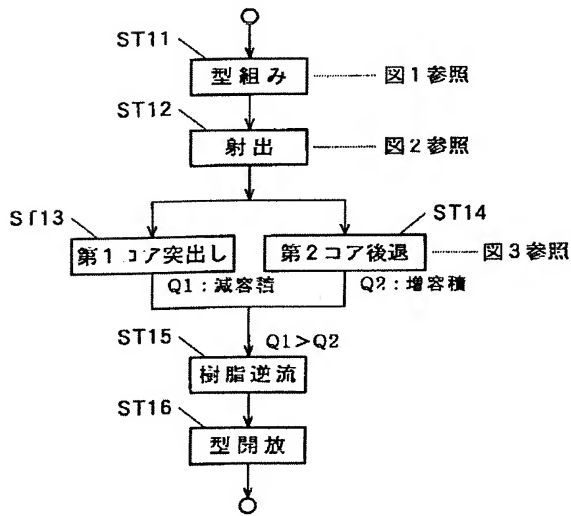 ST11
型組み 図1参照
ST12
射出 図2参照
ST13 ST14
第1コア突出し 第2コア後退 図3参照
Q1:減容積 Q2:増容積
ST15 Q1>Q2
樹脂逆流
ST16
型開放